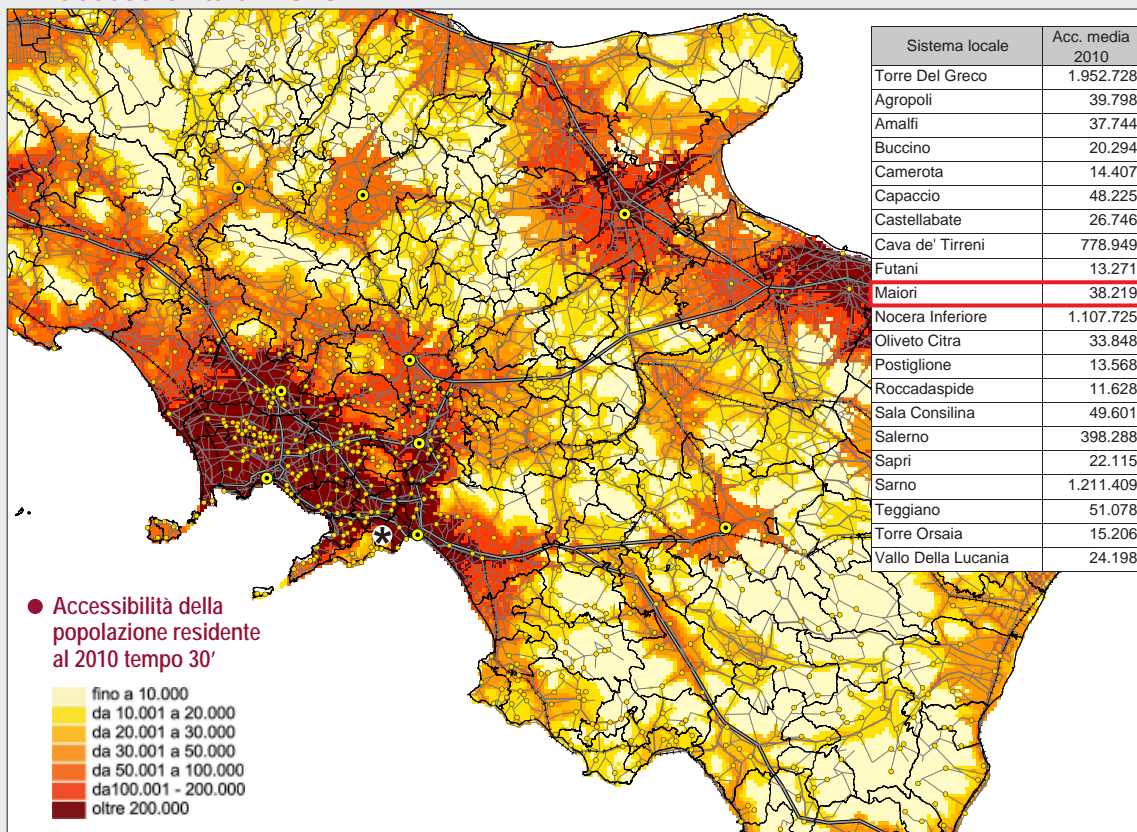 Sistema locale Acc. media 2010
Torre Del Greco 1.952.728
Agropoli 39.798
Amalfi 37.744
Buccino 20.294
Camerota 14.407
Capaccio 48.225
Castellabate 26.746
Cava de' Tirreni 778.949
Futani 13.271
Maiori 38.219
Nocera Inferiore 1.107.725
Oliveto Citra 33.848
Postiglione 13.568
Roccadaspide 11.628
Sala Consilina 49.601
Salerno 398.288
Sapri 22.115
Sarno 1.211.409
Teggiano 51.078
Torre Orsaia 15.206
Vallo Della Lucania 24.198
Accessibilità della
popolazione residente
al 2010 tempo 30'
fino a 10.000
da 10.001 a 20.000
da 20.001 a 30.000
da 30.001 a 50.000
da 50.001 a 100.000
da100.001 - 200.000
oltre 200.000